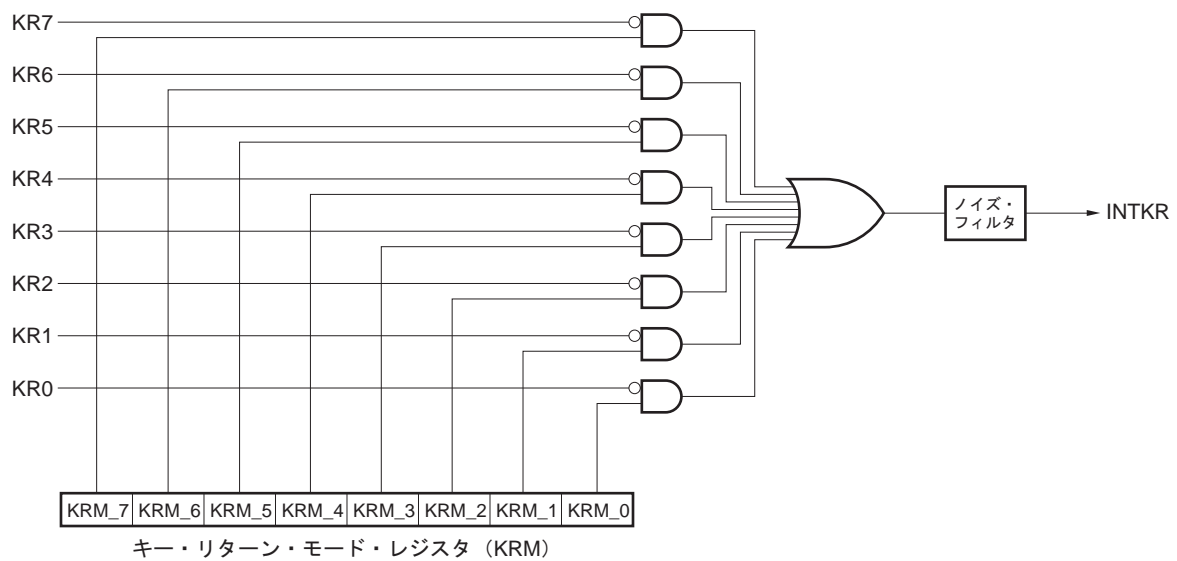 KR7
KR6
KR5
KR4
KR3
KR2
KR1
KR0
ノイズ・
フィルタ
INTKR
KRM_7 KRM_6 KRM_5 KRM_4 KRM_3 KRM_2 KRM_1 KRM_0
キー・リターン・モード・レジスタ（KRM）